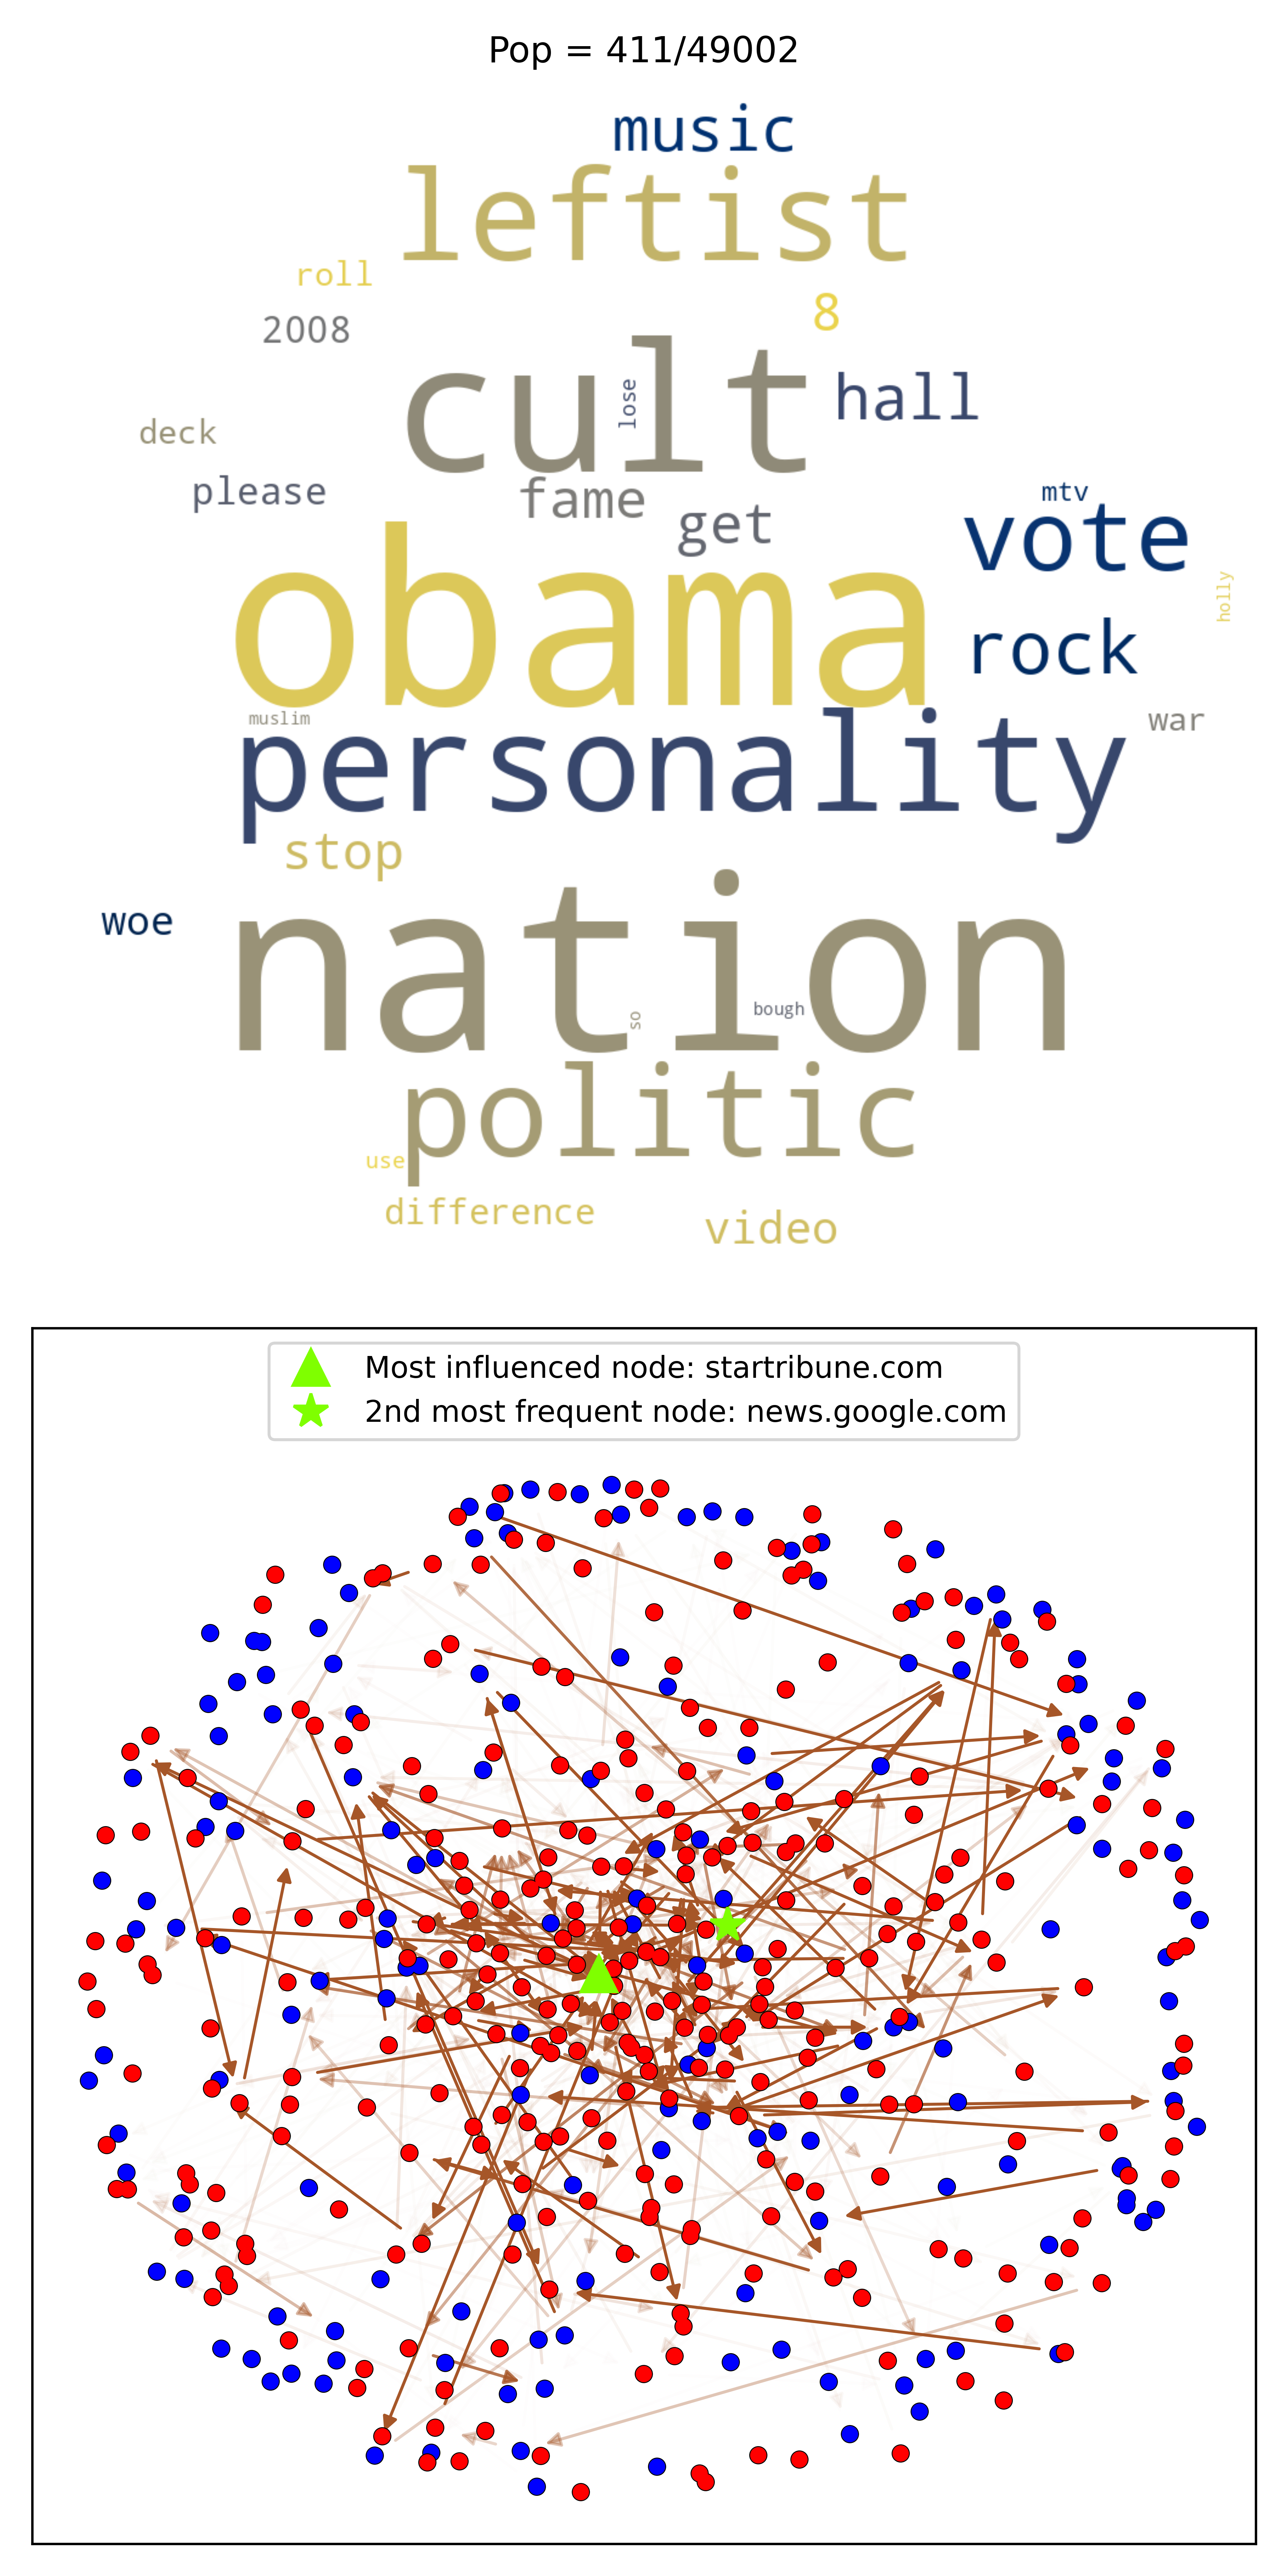 Pop = 411/49002
music
leftist
roll
8
2008
cult
lose
hall
deck
please
fame
get
mtv
vote
holly
obama
rock
muslim
personality
war
stop
woe
nation
so
bough
politic
use
difference
video
Most influenced node: startribune.com
2nd most frequent node: news.google.com